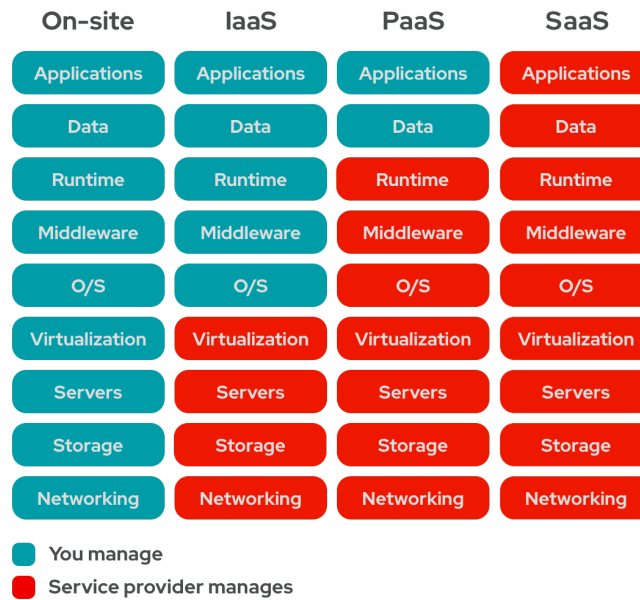 On-site IaaS PaaS SaaS
Applications Applications Applications Applications
Data Data Data Data
Runtime Runtime Runtime Runtime
Middleware Middleware Middleware Middleware
O/S O/S O/S O/S
Virtualization Virtualization Virtualization Virtualization
Servers Servers Servers Servers
Storage Storage Storage Storage
Networking Networking Networking Networking
You manage
Service provider manages